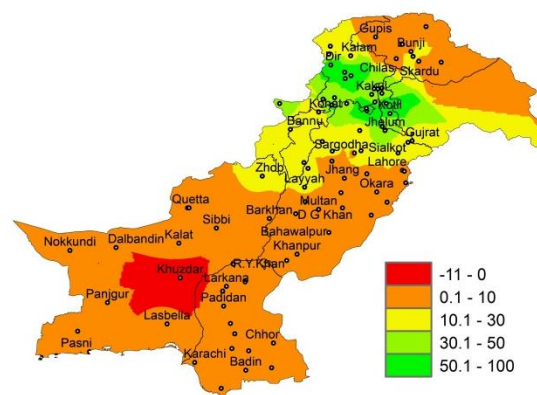 Gupis
Kalam
Bunji
Dir
Chilas
Skardu
Kakul
Kohat
Kotli
Bannu
Jhelum
Gujrat
Sargodha
Sialkot
Zhob
Jhang
Lahore
Layyah
Okara
Quetta
Multan
Barkhan
D G Khan
Sibbi
Nokkundi
Dalbandin
Kalat
Bahawalpur
Khanpur
Khuzdar
R.Y.Khan
Larkana
Panjgur
Padidan
Lasbella
Pasni
Chhor
Karachi
Badin
-11 - 0
0.1 - 10
10.1 - 30
30.1 - 50
50.1 - 100